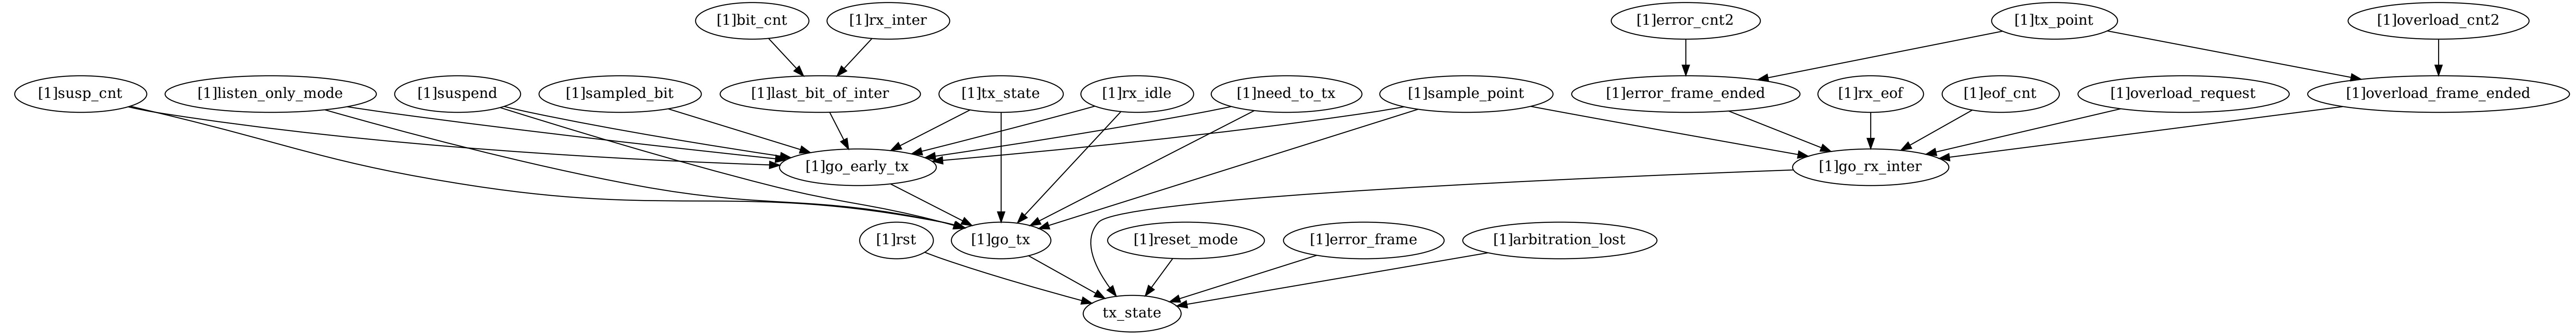 [1]bit_cnt
[1]rx_inter
[1]error_cnt2
[1]tx_point
[1]overload_cnt2
[1]susp_cnt
[1]listen_only_mode
[1]suspend
[1]sampled_bit
[1]last_bit_of_inter
[1]tx_state
[1]rx_idle
[1]need_to_tx
[1]sample_point
[1]error_frame_ended
[1]rx_eof
[1]eof_cnt
[1]overload_request
[1]overload_frame_ended
[1]go_early_tx
[1]go_rx_inter
[1]rst
[1]go_tx
[1]reset_mode
[1]error_frame
[1]arbitration_lost
tx_state